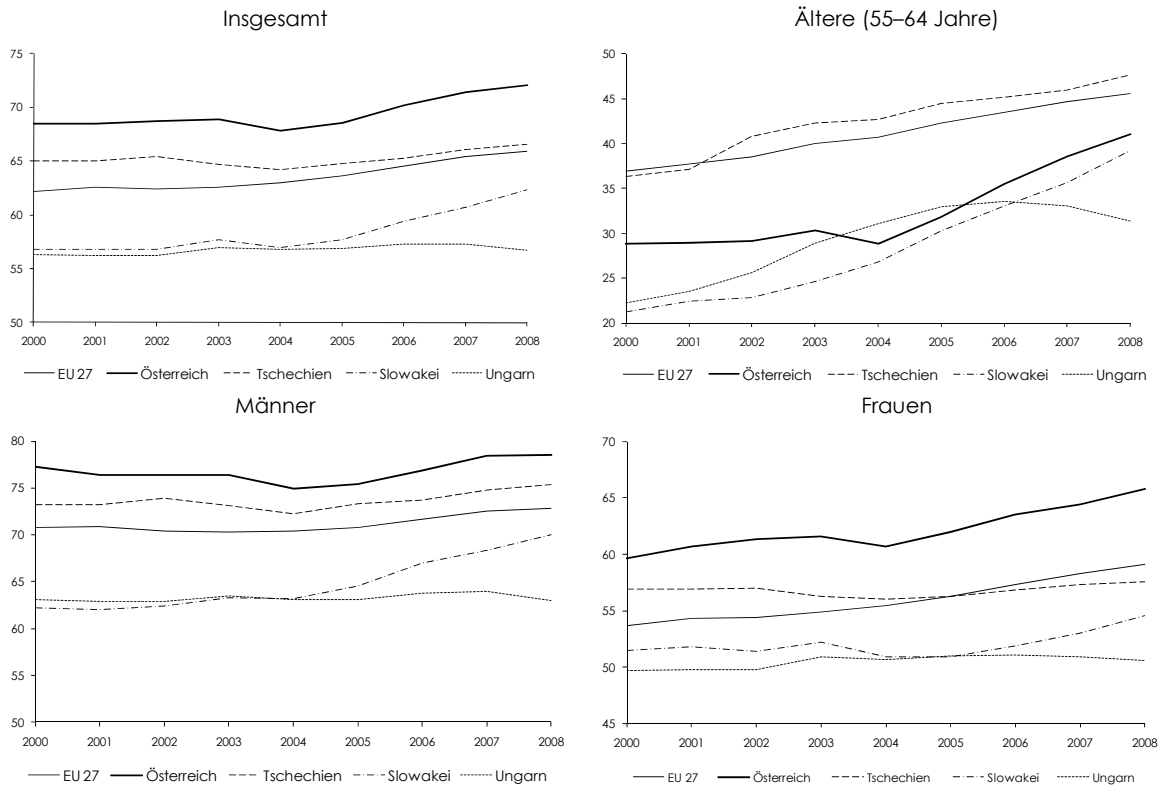 Insgesamt
75
70
65
60
55
50
2000 2001 2002 2003 2004 2005 2006 2007 2008
EU 27 Österreich Tschechien Slowakei Ungarn
Ältere (55–64 Jahre)
50
45
40
35
30
25
20
2000 2001 2002 2003 2004 2005 2006 2007 2008
EU 27 Österreich Tschechien Slowakei Ungarn
Männer
80
75
70
65
60
55
50
2000 2001 2002 2003 2004 2005 2006 2007 2008
EU 27 Österreich Tschechien Slowakei Ungarn
Frauen
70
65
60
55
50
45
2000 2001 2002 2003 2004 2005 2006 2007 2008
EU 27 Österreich Tschechien Slowakei Ungarn